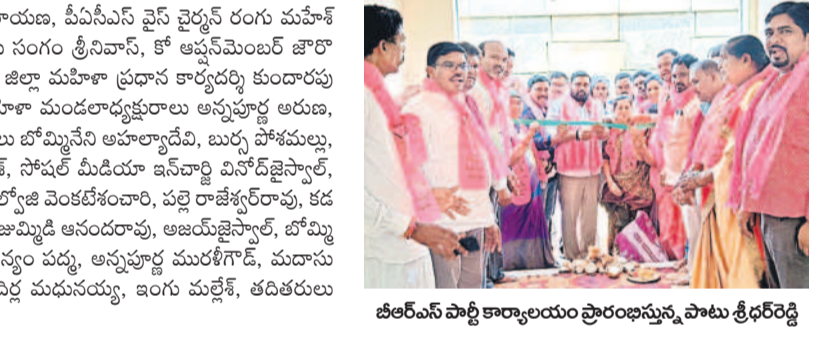 యణ, పీఏసీఎస్ వైస్ చైర్మన్ రంగు మహేశ్
సంగం శ్రీనివాస్, కో ఆప్షన్‌మెంబర్ జౌరొ
జిల్లా మహిళా ప్రధాన కార్యదర్శి కుందారపు
మండలాధ్యక్షురాలు అన్నపూర్ణ అరుణ,
బోమ్మినేని అహల్యాదేవి, బుర్ర పోశమల్లు,
సోషల్ మీడియా ఇన్‌చార్జి వినోద్‌జైస్వాల్,
ల్వోజి వెంకటేశంచారి, పల్లె రాజేశ్వర్‌రావు, కడ
జుమ్మిడి ఆనందరావు, అజయ్‌జైస్వాల్, బోమ్మి
న్యం పద్మ, అన్నపూర్ణ మురళీగౌడ్, మదాసు
మధునయ్య, ఇంగు మల్లేశ్, తదితరులు
బీఆర్ఎస్ పార్టీ కార్యాలయం ప్రారంభిస్తున్న పొటు శ్రీధర్‌రెడ్డి